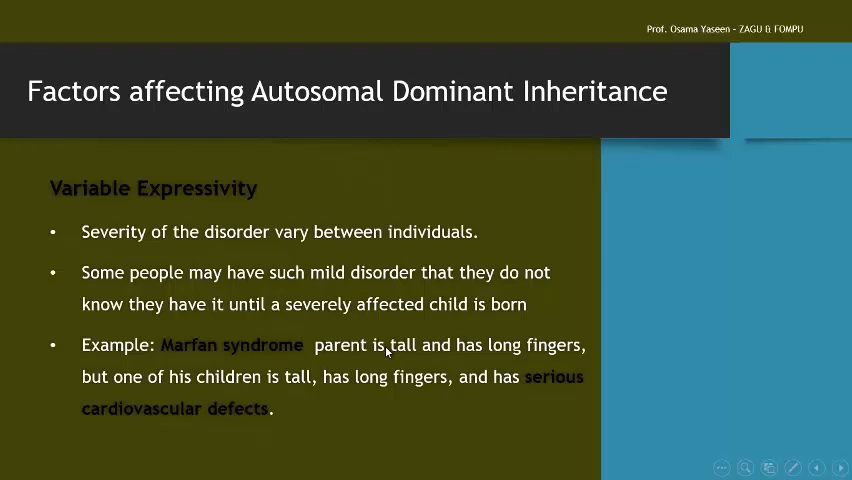 Prof. Osama Yaseen – ZAGU & FOMPU
Factors affecting Autosomal Dominant Inheritance
Variable Expressivity
• Severity of the disorder vary between individuals.
• Some people may have such mild disorder that they do not
know they have it until a severely affected child is born
• Example: Marfan syndrome parent is tall and has long fingers,
but one of his children is tall, has long fingers, and has serious
cardiovascular defects.